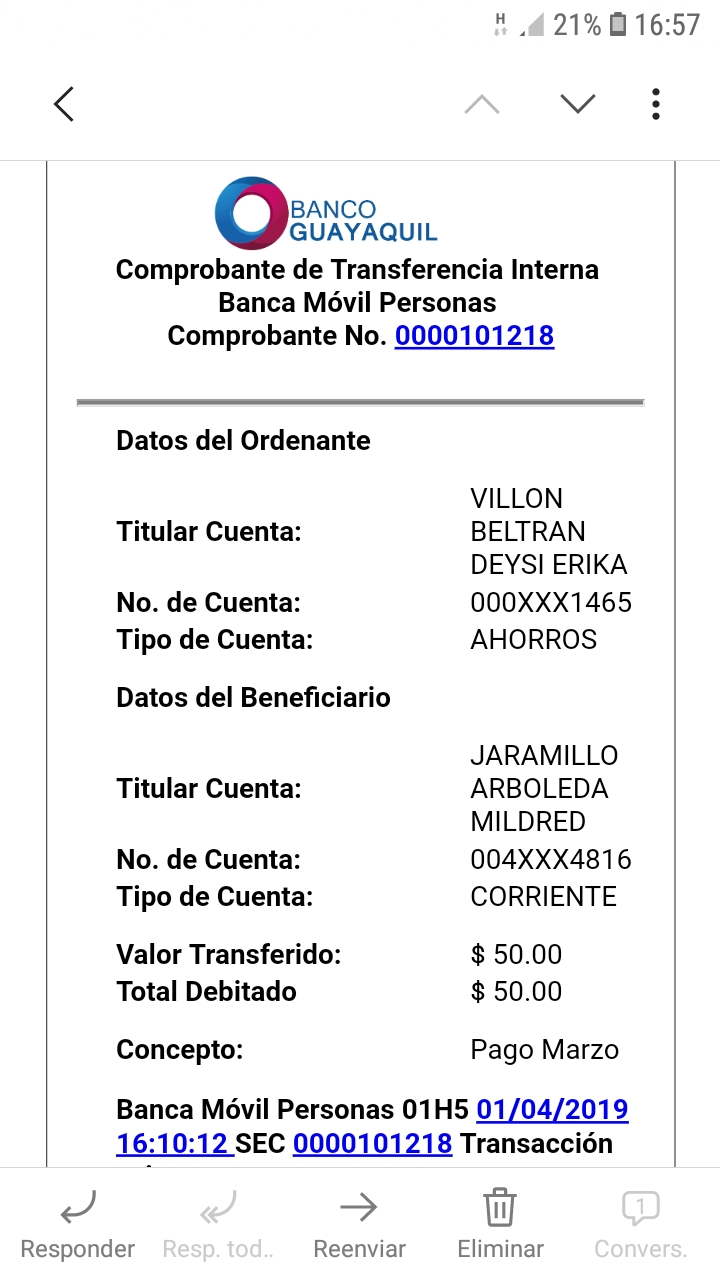 H 21% 16:57
BANCO
GUAYAQUIL
Comprobante de Transferencia Interna
Banca Móvil Personas
Comprobante No. 0000101218
Datos del Ordenante
Titular Cuenta: VILLON
BELTRAN
DEYSI ERIKA
No. de Cuenta: 000XXX1465
Tipo de Cuenta: AHORROS
Datos del Beneficiario
Titular Cuenta: JARAMILLO
ARBOLEDA
MILDRED
No. de Cuenta: 004XXX4816
Tipo de Cuenta: CORRIENTE
Valor Transferido: $ 50.00
Total Debitado $ 50.00
Concepto: Pago Marzo
Banca Móvil Personas 01H5 01/04/2019
16:10:12 SEC 0000101218 Transacción
Responder Resp. tod.. Reenviar Eliminar 1 Convers.